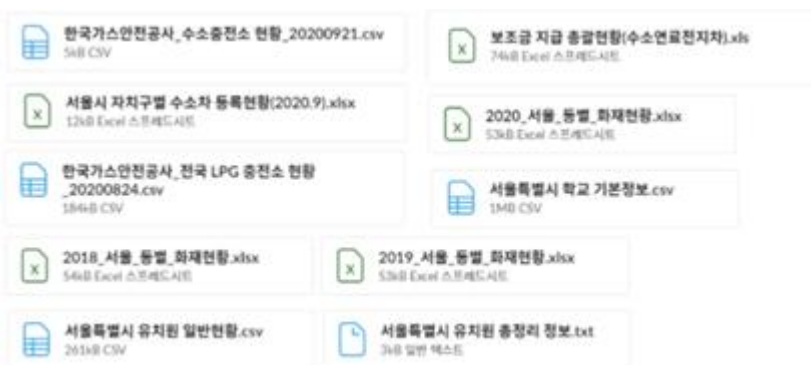 한국가스안전공사_수소충전소 현황_20200921.csv
5kB CSV
보조금 지급 총괄현황(수소연료전지차).xls
74kB Excel 스프레드시트
서울시 자치구별 수소차 등록현황(2020.9).xlsx
12kB Excel 스프레드시트
2020_서울_동별_화재현황.xlsx
53kB Excel 스프레드시트
한국가스안전공사_전국 LPG 충전소 현황
_20200824.csv
184kB CSV
서울특별시 학교 기본정보.csv
1MB CSV
2018_서울_동별_화재현황.xlsx
54kB Excel 스프레드시트
2019_서울_동별_화재현황.xlsx
53kB Excel 스프레드시트
서울특별시 유치원 일반현황.csv
261kB CSV
서울특별시 유치원 총정리 정보.txt
3kB 일반 텍스트